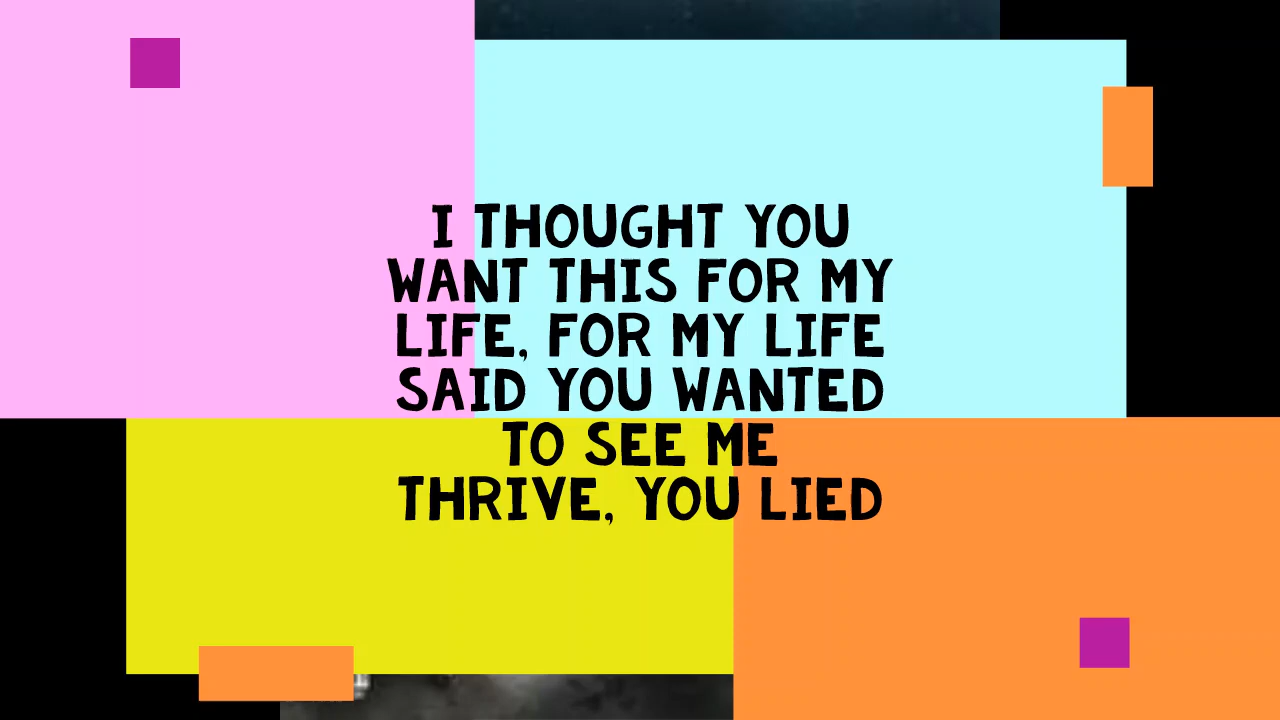 I THOUGHT YOU
WANT THIS FOR MY
LIFE, FOR MY LIFE
SAID YOU WANTED
TO SEE ME
THRIVE, YOU LIED